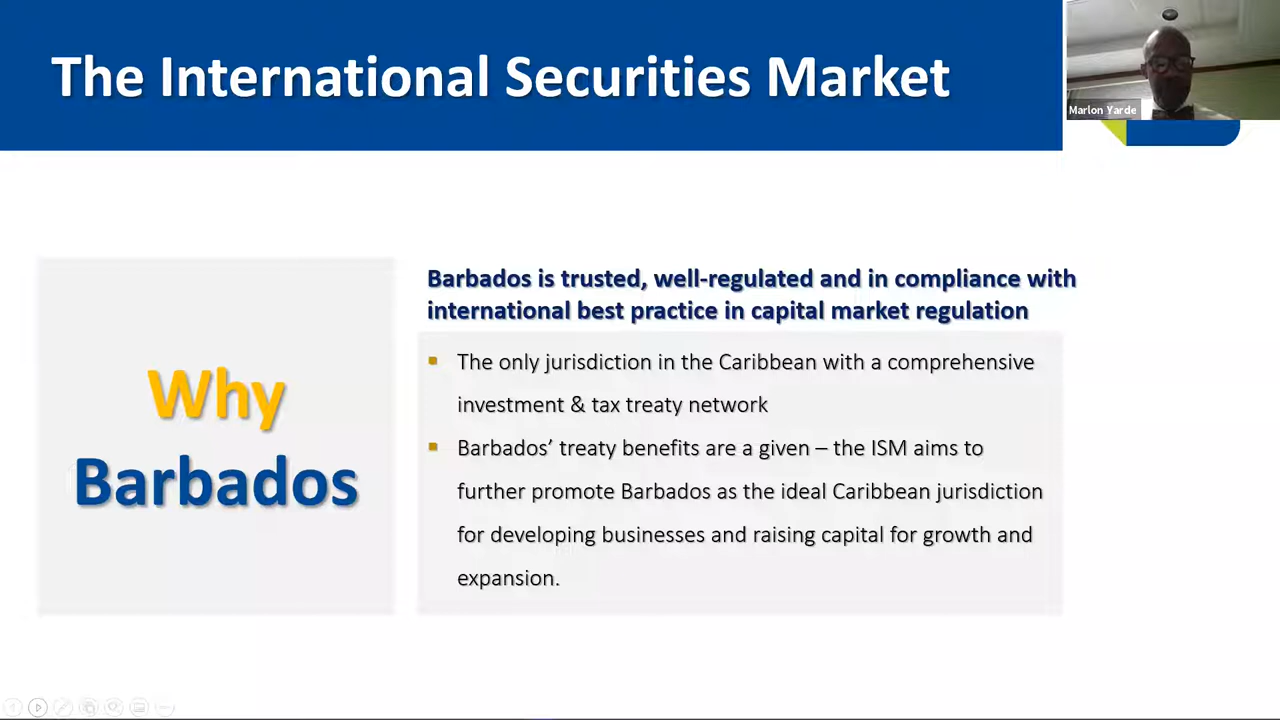 The International Securities Market
Marlon Yarde
Barbados is trusted, well-regulated and in compliance with
international best practice in capital market regulation
Why
Barbados
▪ The only jurisdiction in the Caribbean with a comprehensive
investment & tax treaty network
▪ Barbados’ treaty benefits are a given – the ISM aims to
further promote Barbados as the ideal Caribbean jurisdiction
for developing businesses and raising capital for growth and
expansion.